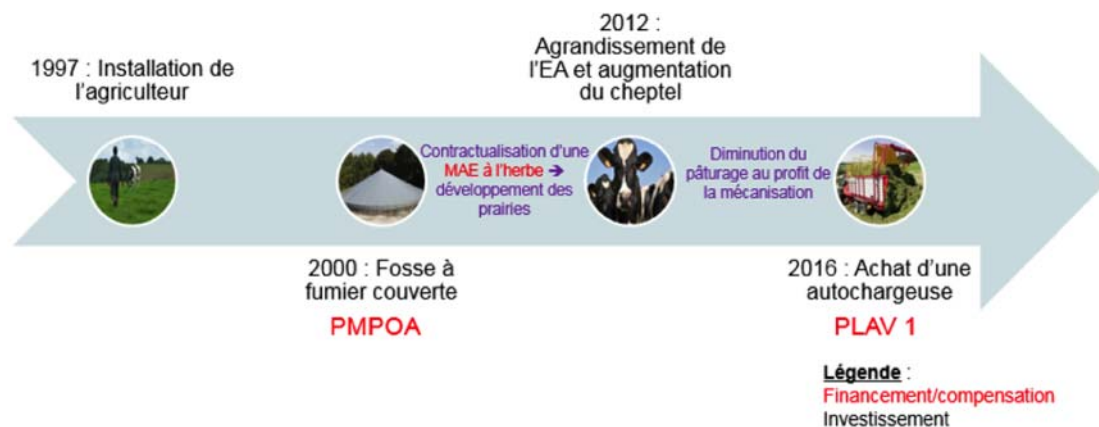 1997 : Installation de
l'agriculteur
2012 :
Agrandissement de
l'EA et augmentation
du cheptel
Contractualisation d'une
MAE à l'herbe ➔
développement des
prairies
Diminution du
pâturage au profit de
la mécanisation
2000 : Fosse à
fumier couverte
PMPOA
2016 : Achat d'une
autochargeuse
PLAV 1
Légende :
Financement/compensation
Investissement